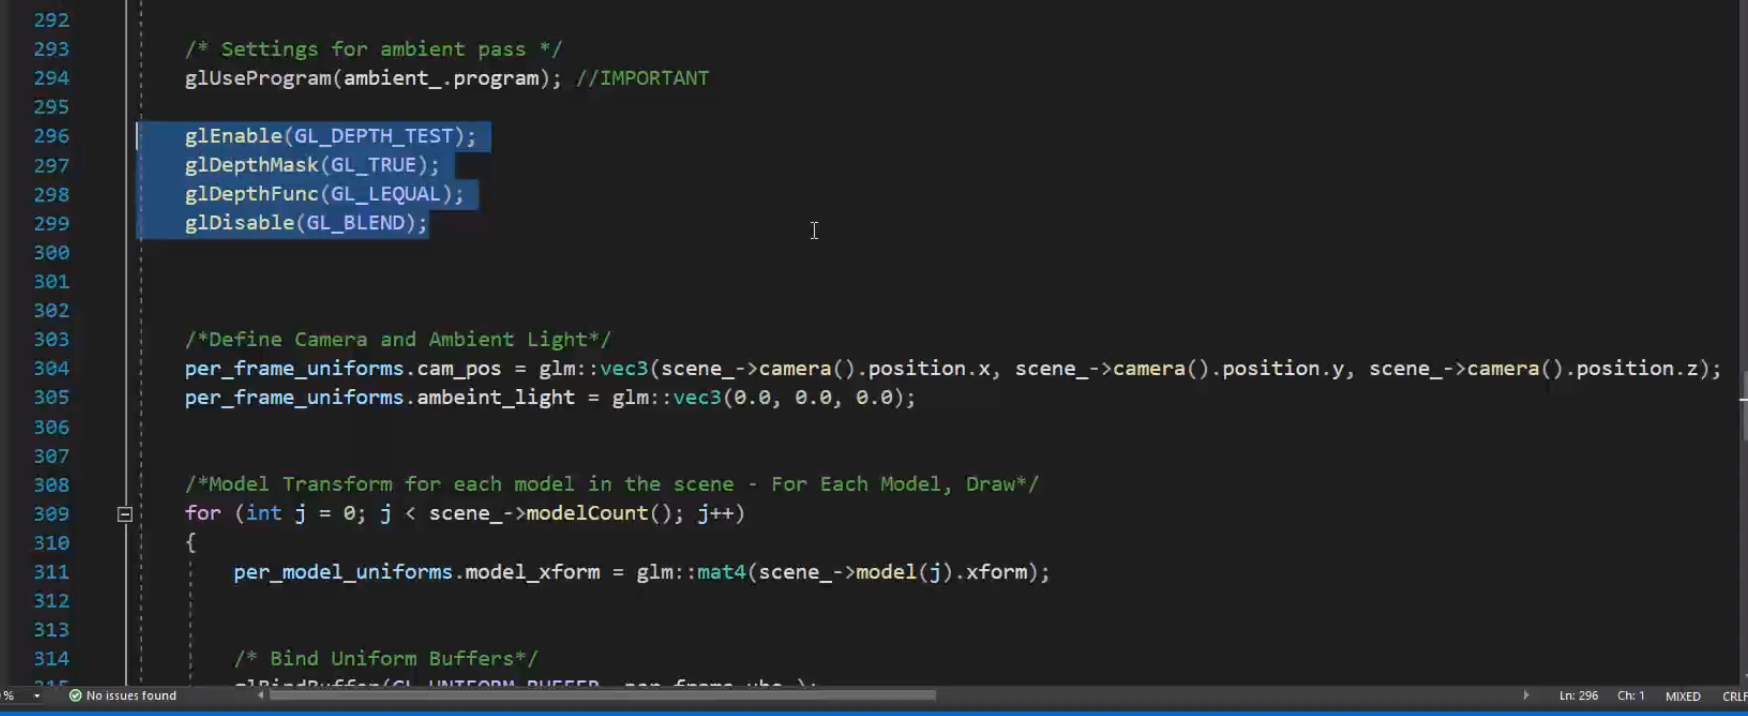 292
293 /* Settings for ambient pass */
294 glUseProgram(ambient_.program); //IMPORTANT
295
296 glEnable(GL_DEPTH_TEST);
297 glDepthMask(GL_TRUE);
298 glDepthFunc(GL_LEQUAL);
299 glDisable(GL_BLEND);
300
301
302
303 /*Define Camera and Ambient Light*/
304 per_frame_uniforms.cam_pos = glm::vec3(scene_->camera().position.x, scene_->camera().position.y, scene_->camera().position.z);
305 per_frame_uniforms.ambeint_light = glm::vec3(0.0, 0.0, 0.0);
306
307
308 /*Model Transform for each model in the scene - For Each Model, Draw*/
309 for (int j = 0; j < scene_->modelCount(); j++)
310 {
311 per_model_uniforms.model_xform = glm::mat4(scene_->model(j).xform);
312
313
314 /* Bind Uniform Buffers*/
315 glBindBuffer(GL_UNIFORM_BUFFER, per_frame_ubo_);
% No issues found Ln: 296 Ch: 1 MIXED CRLF